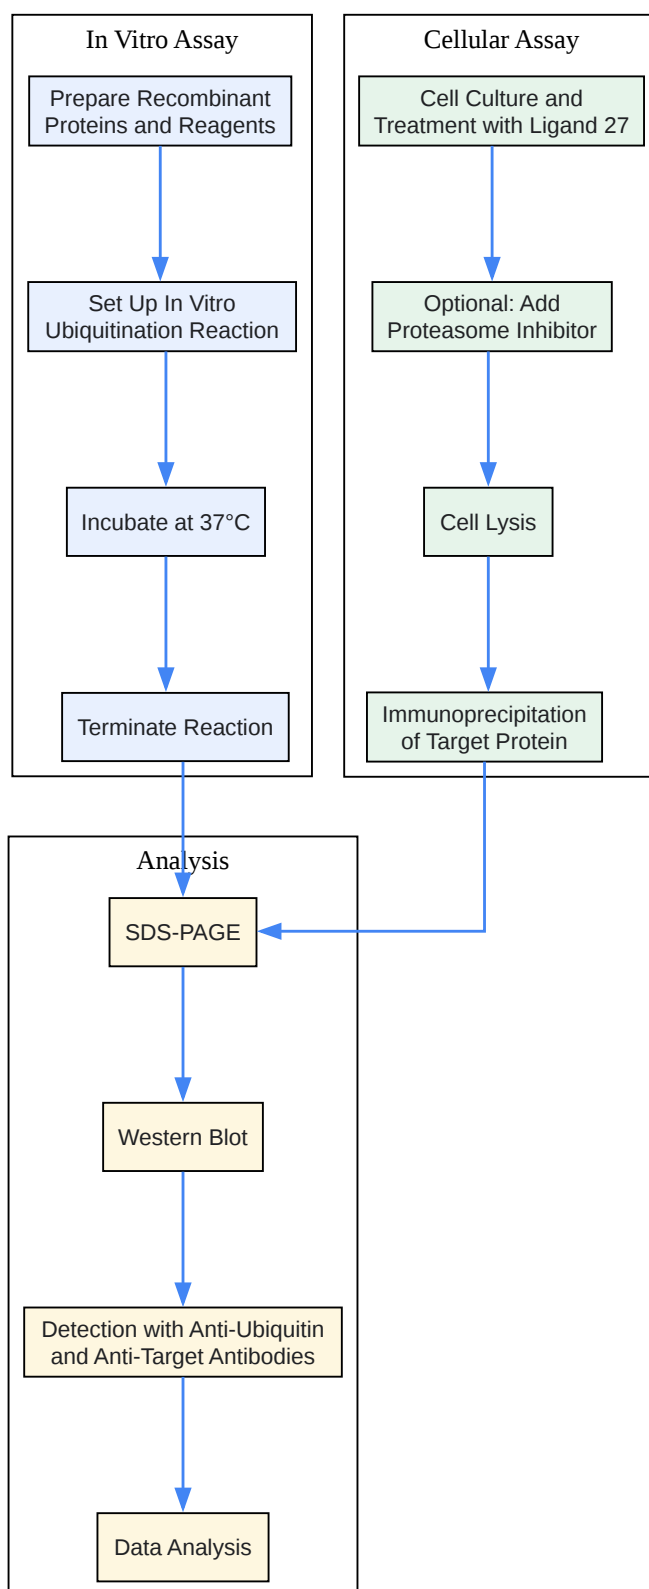 In Vitro Assay
Prepare Recombinant
Proteins and Reagents
Set Up In Vitro
Ubiquitination Reaction
Incubate at 37°C
Terminate Reaction
Cellular Assay
Cell Culture and
Treatment with Ligand 27
Optional: Add
Proteasome Inhibitor
Cell Lysis
Immunoprecipitation
of Target Protein
Analysis
SDS-PAGE
Western Blot
Detection with Anti-Ubiquitin
and Anti-Target Antibodies
Data Analysis